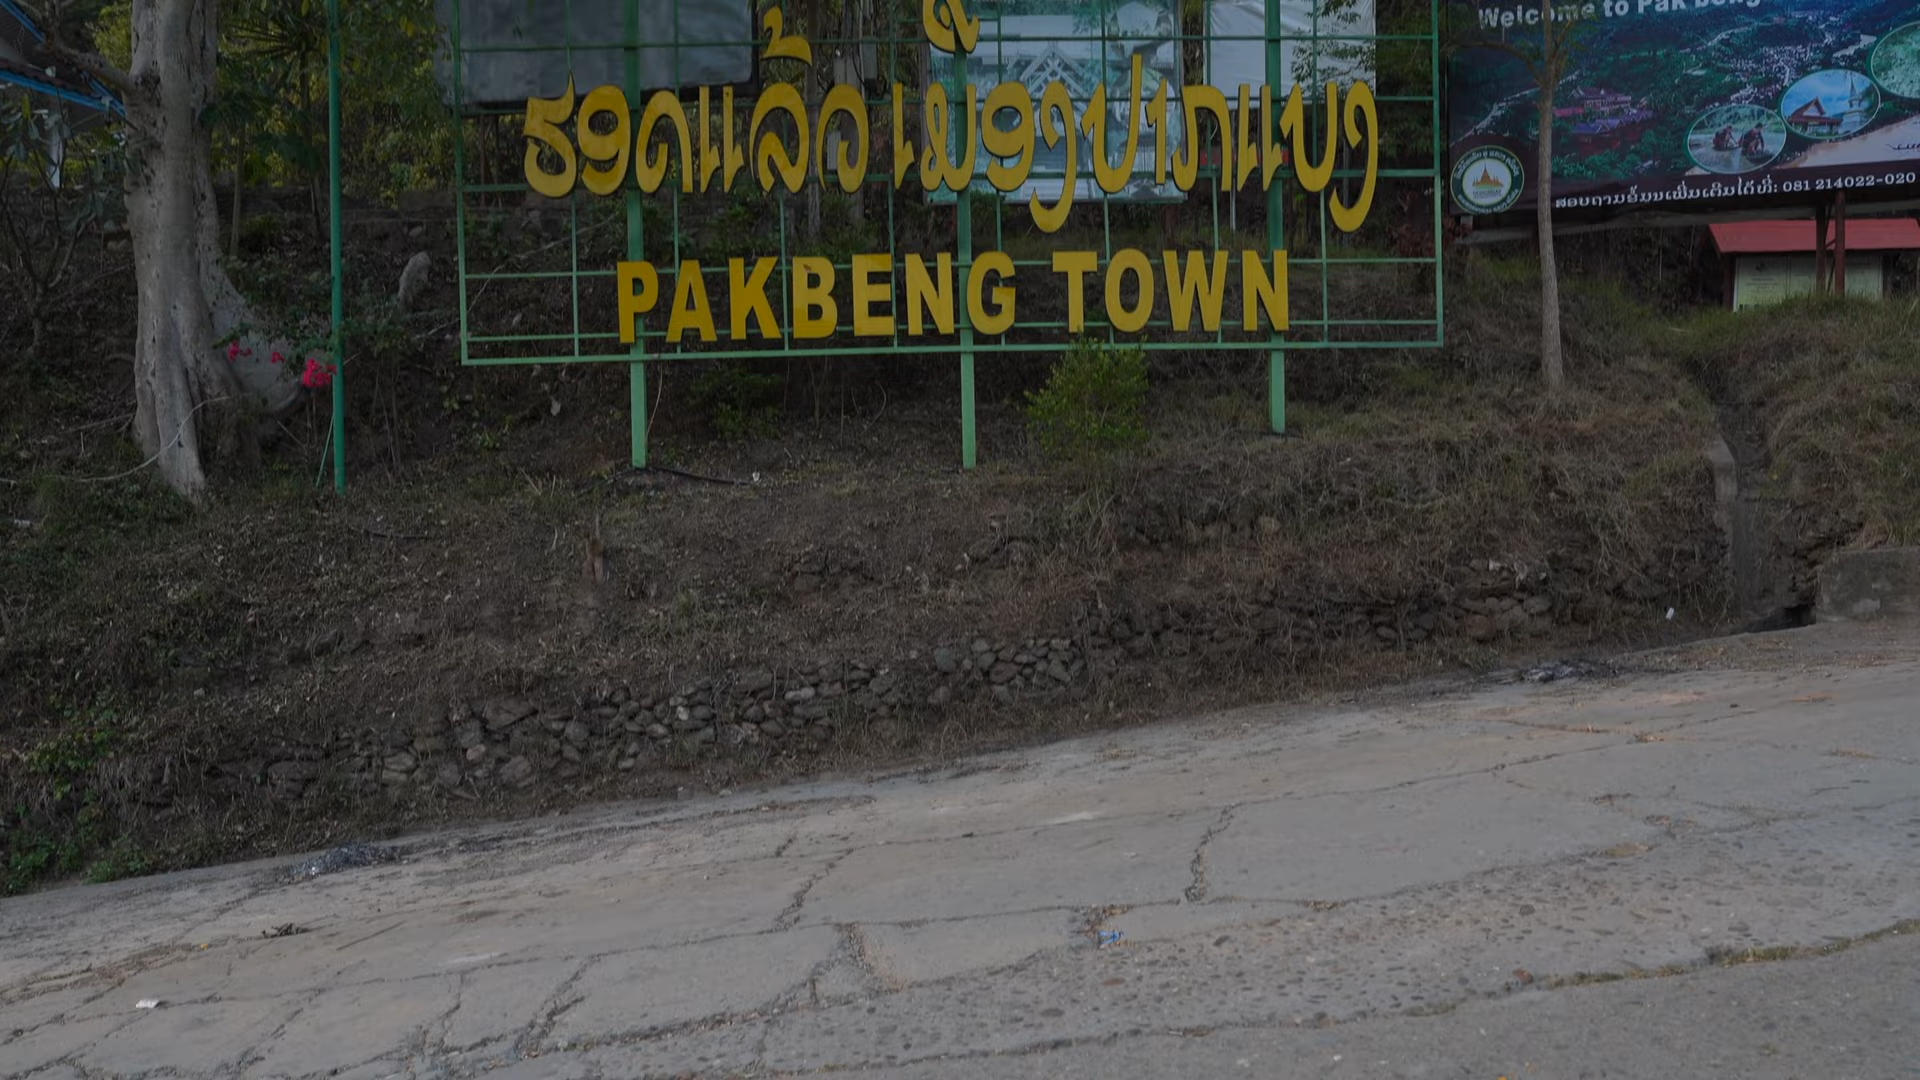 ຮອດແລ້ວ ເມືອງປາກແບງ
PAKBENG TOWN
Welcome to Pak beng
ສອບຖາມຂໍ້ມູນເພີ່ມເຕີມໄດ້ທີ່: 081 214022-020